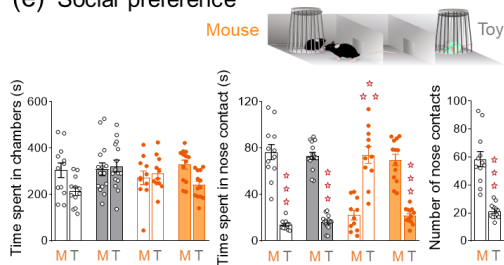 (e) Social preference
Mouse
Toy
Time spent in chambers (s)
600
400
200
0
M T M T M T M T
Time spent in nose contact (s)
120
80
40
0
M T M T M T M T
Number of nose contacts
100
80
60
40
20
0
M T